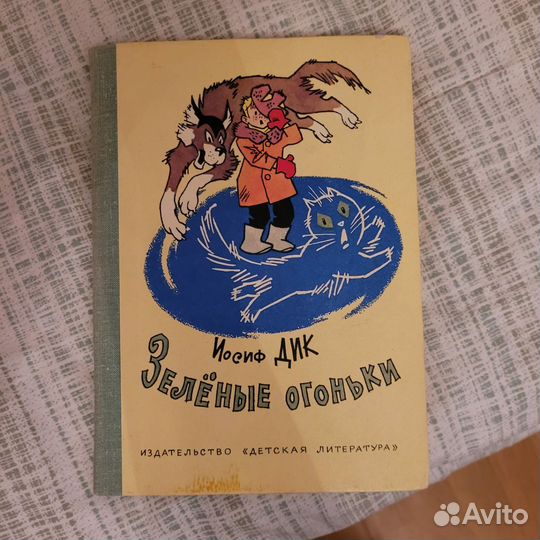 Иосиф ДИК
ЗЕЛЁНЫЕ ОГОНЬКИ
ИЗДАТЕЛЬСТВО «ДЕТСКАЯ ЛИТЕРАТУРА»
Avito